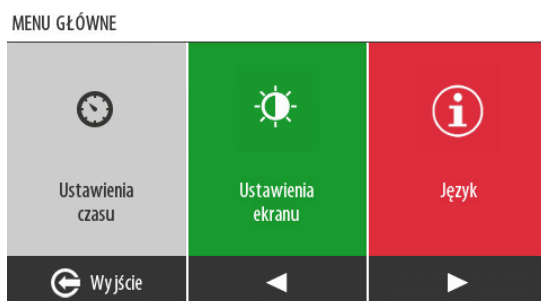 MENU GŁÓWNE
Ustawienia
czasu
Ustawienia
ekranu
Język
Wyjście